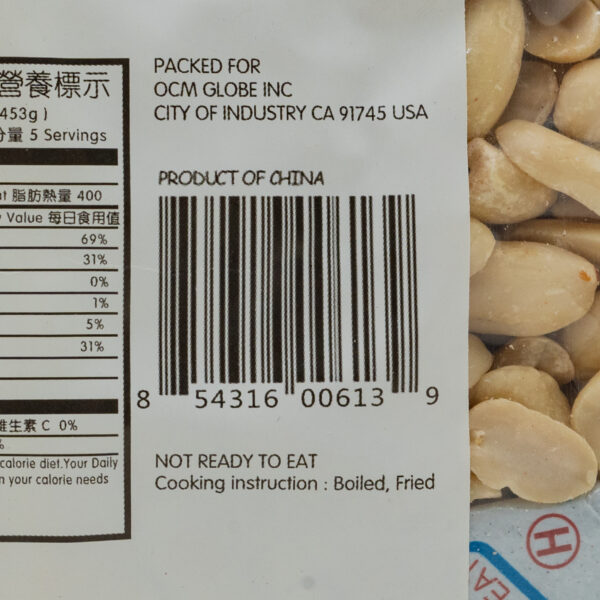 營養標示
453g )
量 5 Servings
脂肪熱量 400
Value 每日食用值
69%
31%
0%
1%
5%
31%
維生素 C 0%
%
calorie diet.Your Daily
your calorie needs
PACKED FOR
OCM GLOBE INC
CITY OF INDUSTRY CA 91745 USA
PRODUCT OF CHINA
8 54316 00613 9
NOT READY TO EAT
Cooking instruction : Boiled, Fried
H
EAT